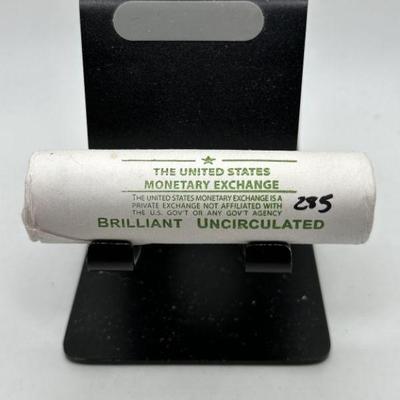 THE UNITED STATES
MONETARY EXCHANGE
THE UNITED STATES MONETARY EXCHANGE IS A
PRIVATE EXCHANGE NOT AFFILIATED WITH
THE U.S. GOV'T OR ANY GOV'T AGENCY
BRILLIANT UNCIRCULATED
285